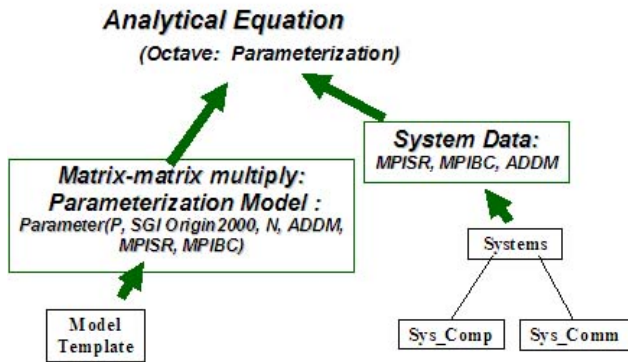 Analytical Equation
(Octave: Parameterization)
System Data:
MPISR, MPIBC, ADDM
Matrix-matrix multiply:
Parameterization Model :
Parameter(P, SGI Origin2000, N, ADDM,
MPISR, MPIBC)
Systems
Model
Template
Sys_Comp
Sys_Comm